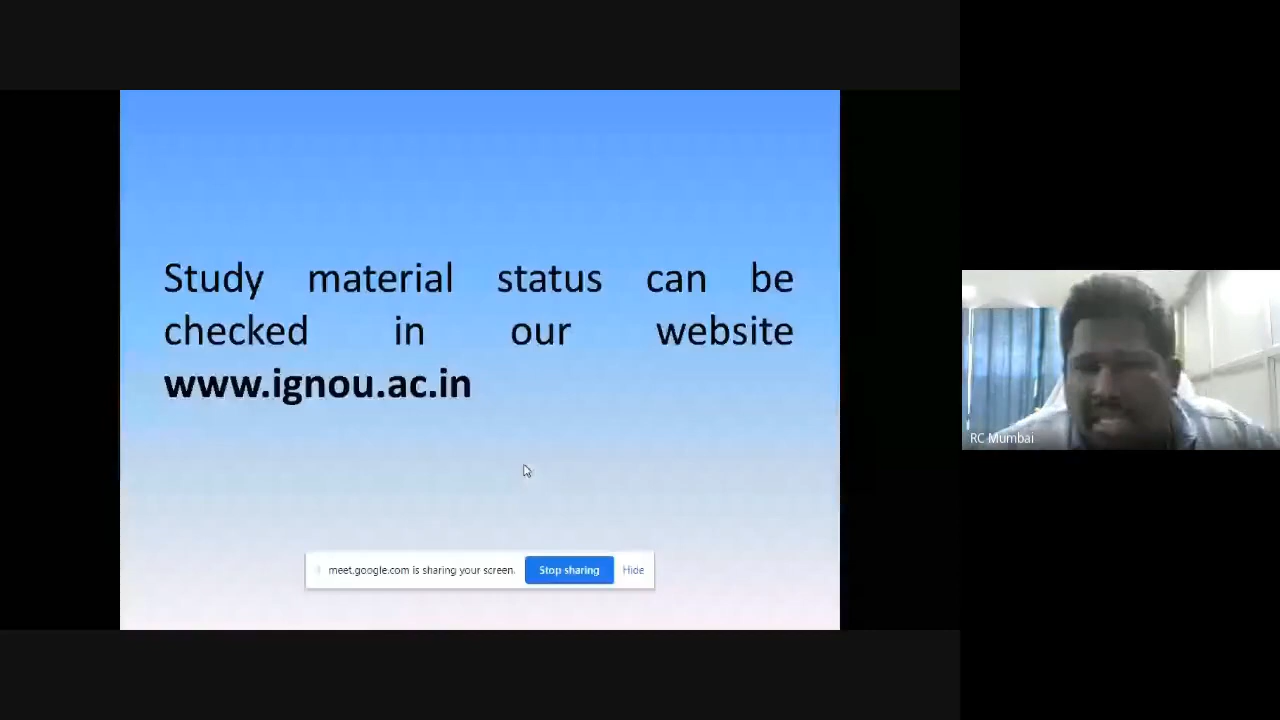 Study material status can be
checked in our website
www.ignou.ac.in
meet.google.com is sharing your screen. Stop sharing Hide
RC Mumbai